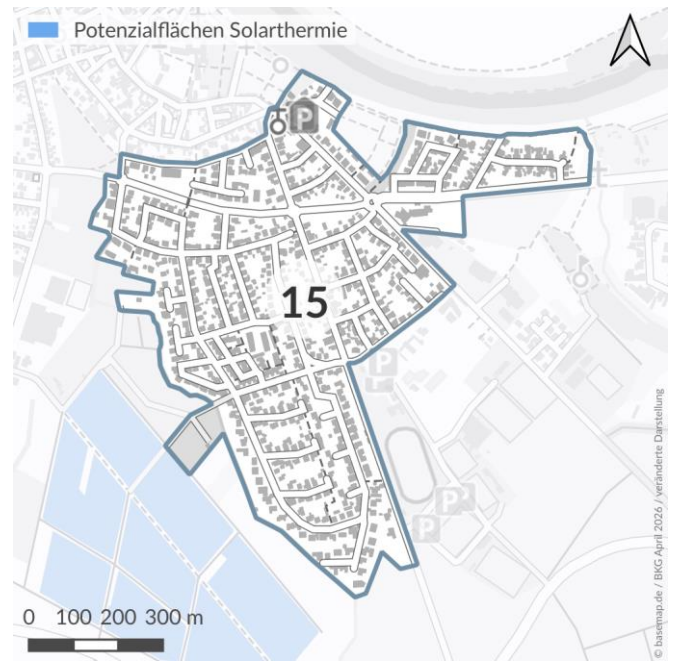 Potenzialflächen Solarthermie
P
15
P
P
P
0 100 200 300 m
© basemap.de / BKG April 2026 / veränderte Darstellung